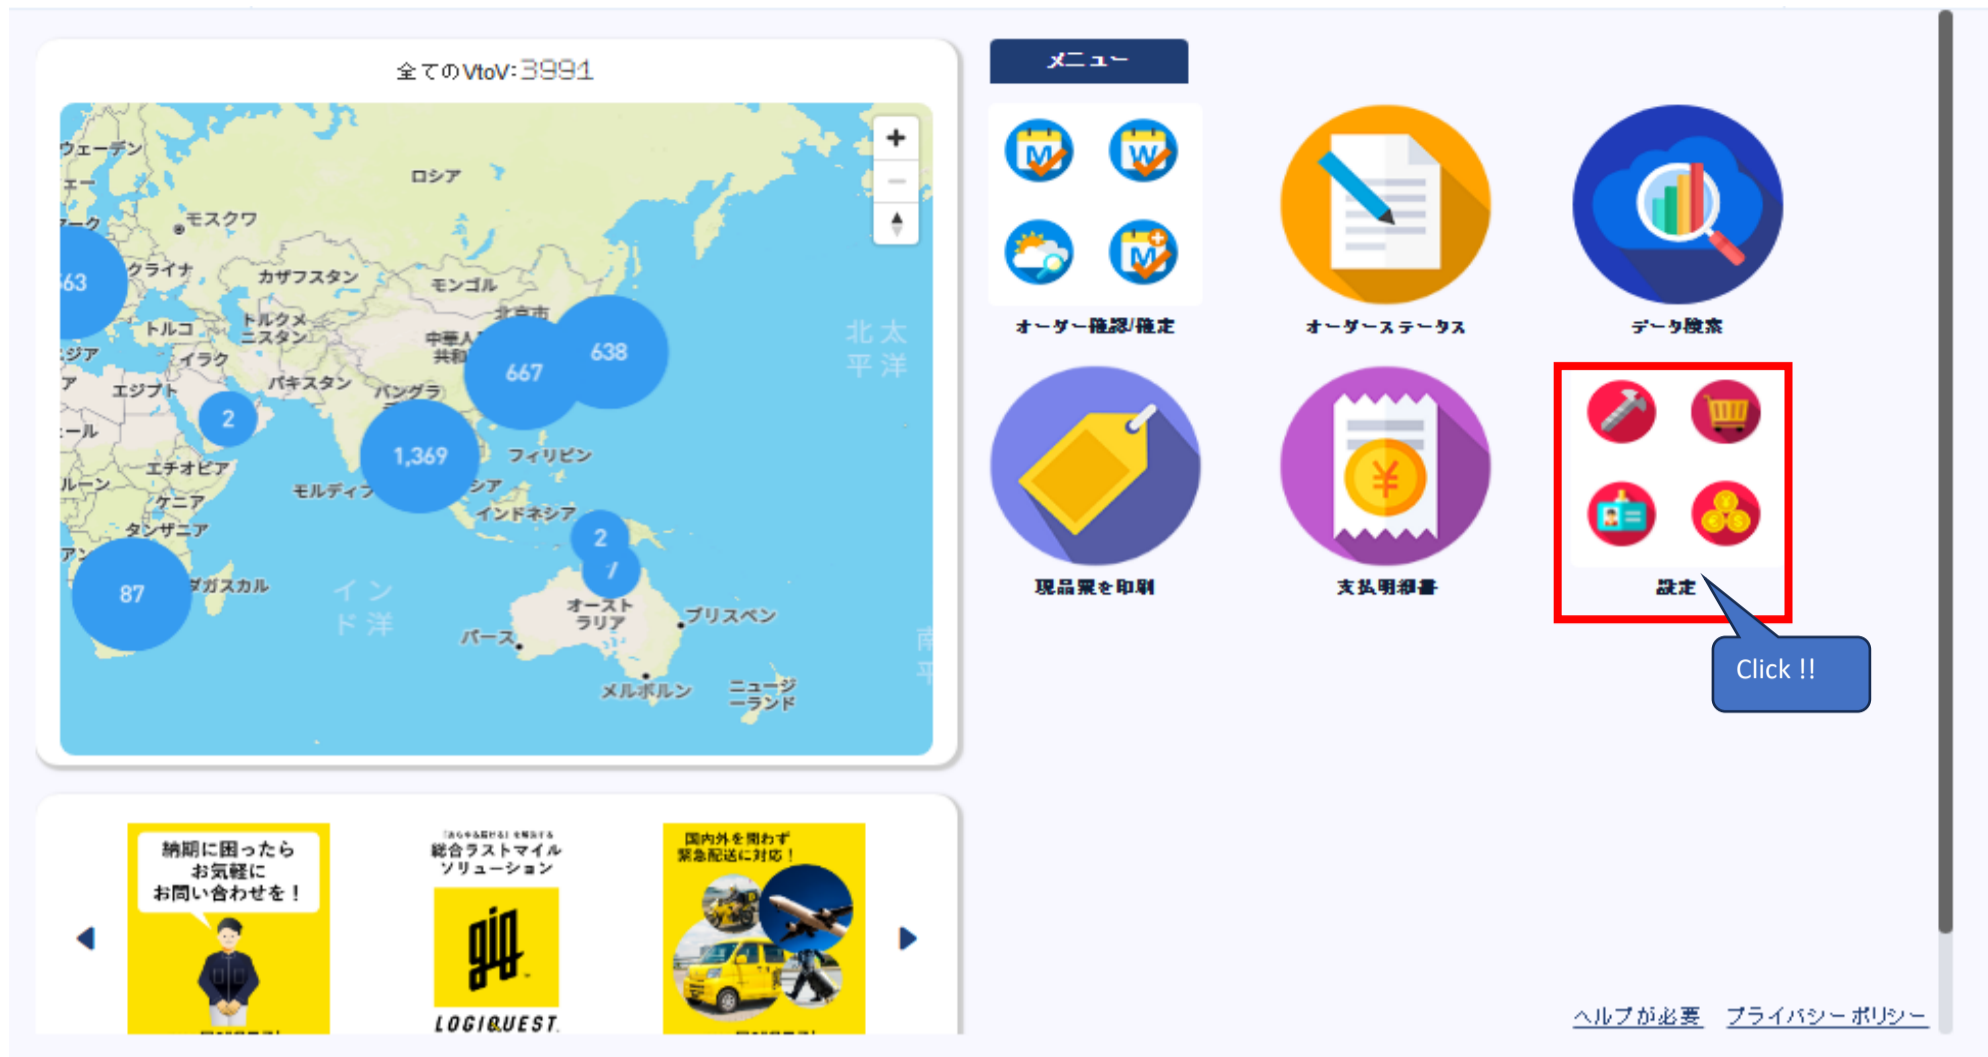 全てのVtoV:3991
メニュー
ロシア
モスクワ
カザフスタン
モンゴル
トルコ
トルクメ
ニスタン
イラク
パキスタン
バングラ
エジプト
エチオピア
ケニア
タンザニア
モルディブ
フィリピン
インドネシア
オースト
ラリア
ブリスベン
パース
メルボルン
ニュージ
ーランド
北太
平洋
イン
ド洋
667
638
2
1,369
2
87
オーダー確認/確定
オーダーステータス
データ検索
現品票を印刷
支払明細書
設定
Click !!
納期に困ったら
お気軽に
お問い合わせを！
総合ラストマイル
ソリューション
LOGIQUEST
国内外を問わず
緊急配送に対応！
ヘルプが必要 プライバシーポリシー